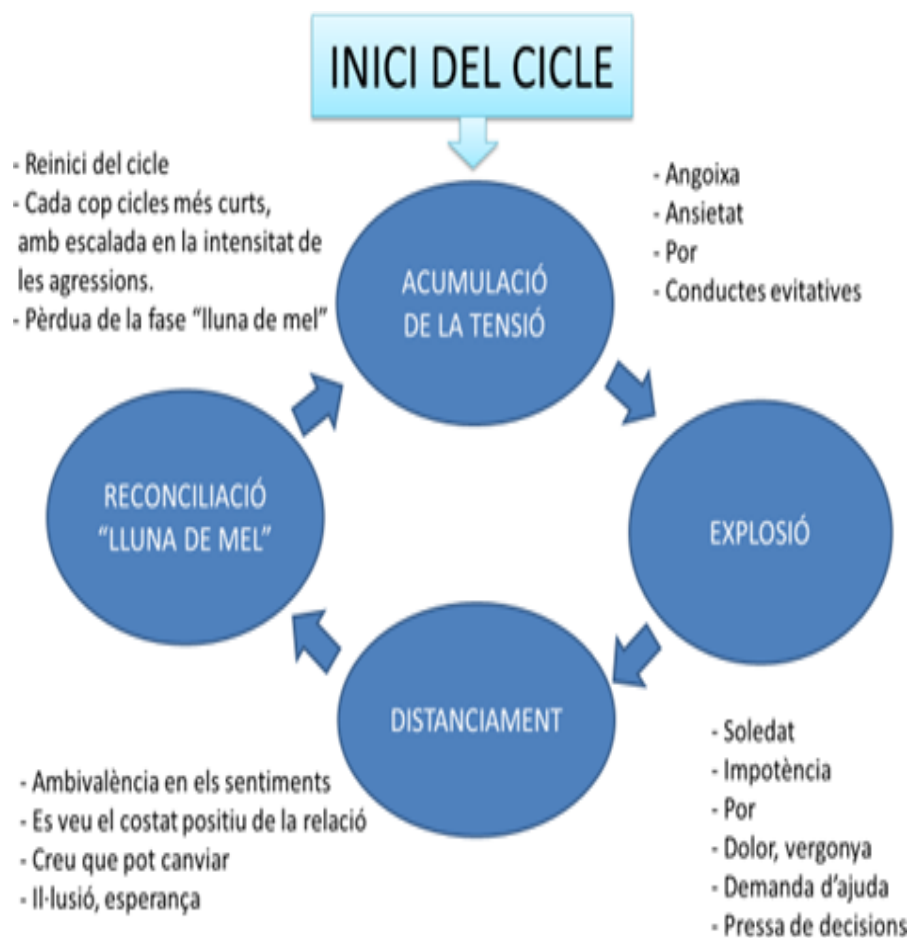 INICI DEL CICLE
- Reinici del cicle
- Cada cop cicles més curts,
amb escalada en la intensitat de
les agressions.
- Pèrdua de la fase “lluna de mel”
- Angoixa
- Ansietat
- Por
- Conductes evitatives
ACUMULACIÓ
DE LA TENSIÓ
RECONCILIACIÓ
“LLUNA DE MEL”
EXPLOSIÓ
DISTANCIAMENT
- Ambivalència en els sentiments
- Es veu el costat positiu de la relació
- Creu que pot canviar
- Il·lusió, esperança
- Soledat
- Impotència
- Por
- Dolor, vergonya
- Demanda d’ajuda
- Pressa de decisions